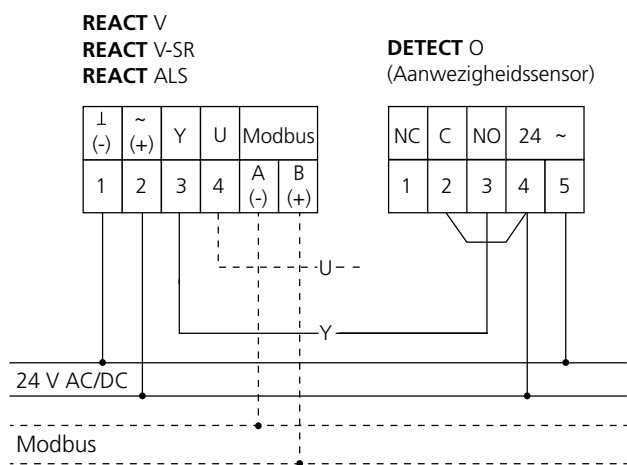 REACT V
REACT V-SR
REACT ALS
DETECT O
(Aanwezigheidssensor)
⊥ ~ Y U Modbus
(-) (+)
1 2 3 4 A B
(-) (+)
NC C NO 24 ~
1 2 3 4 5
U
Y
24 V AC/DC
Modbus